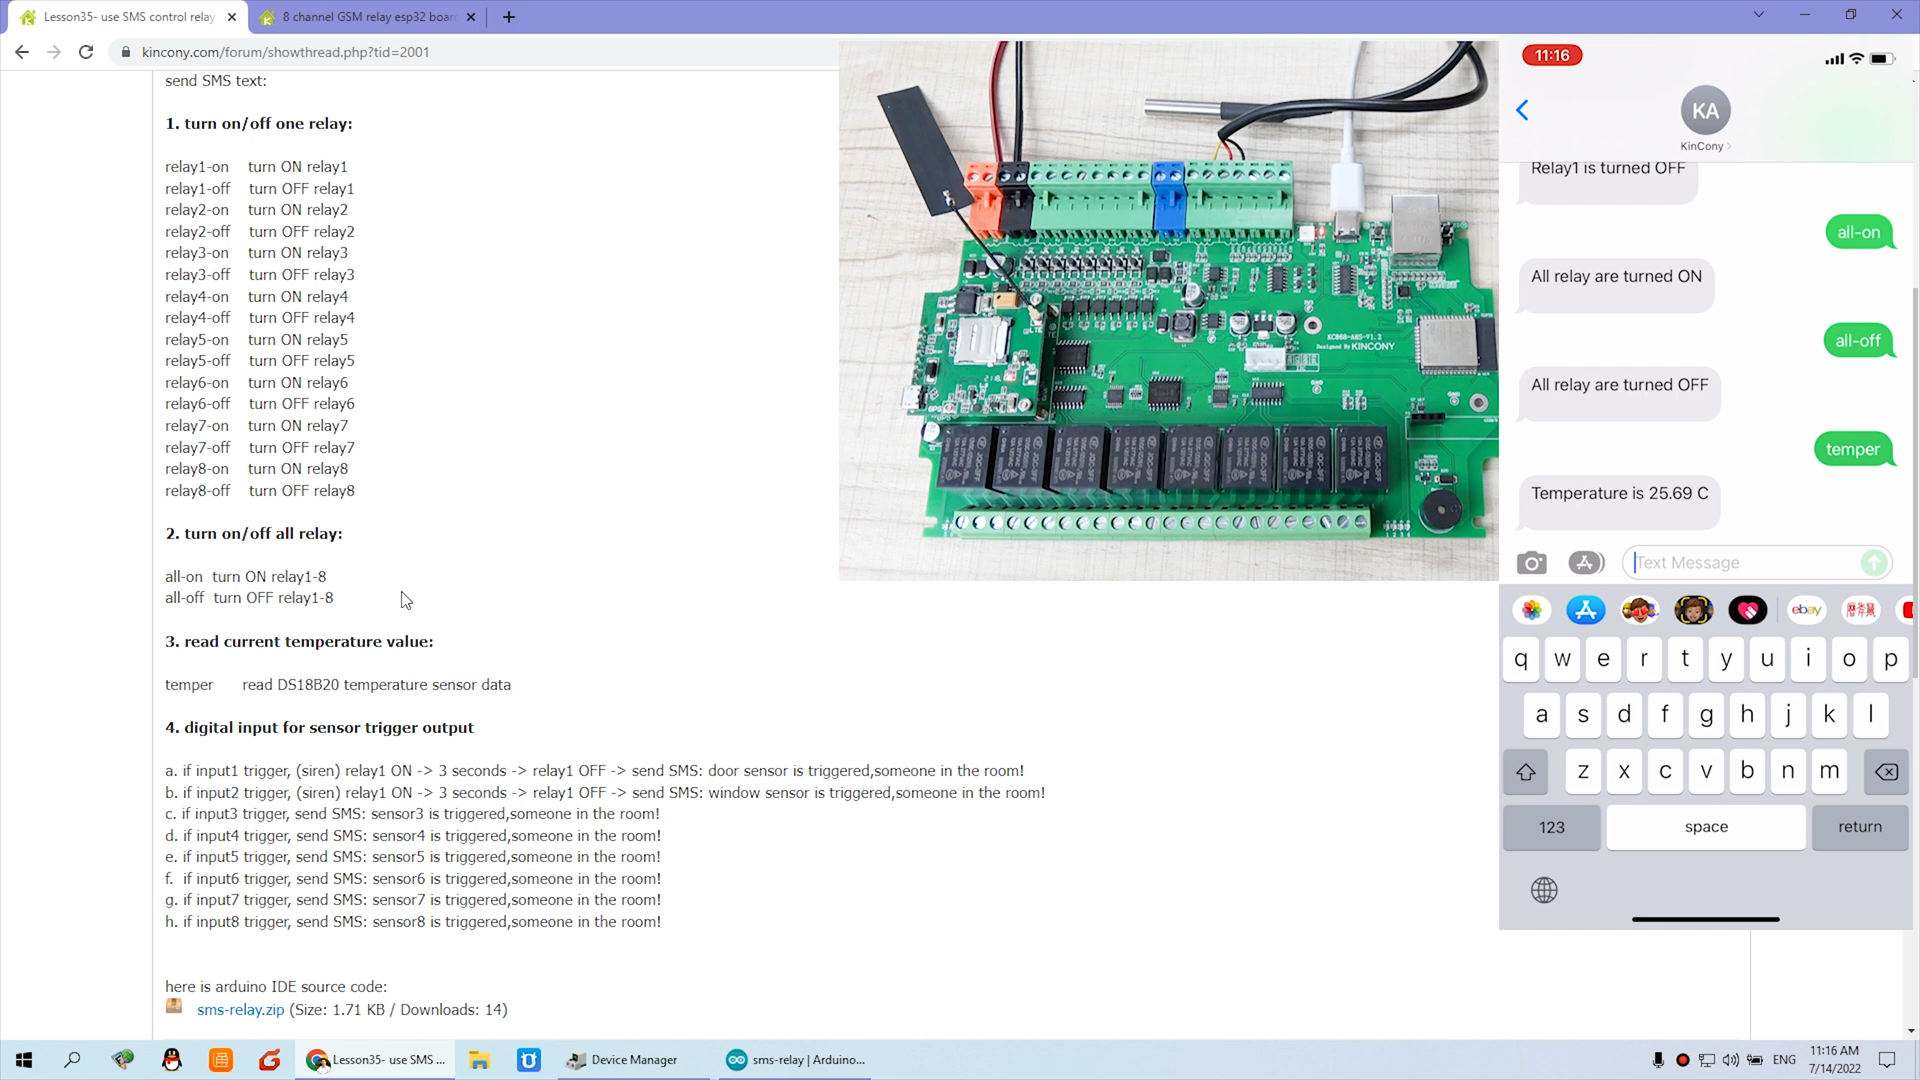 Lesson35- use SMS control relay
8 channel GSM relay esp32 boar
kincony.com/forum/showthread.php?tid=2001
send SMS text:
1. turn on/off one relay:
relay1-on turn ON relay1
relay1-off turn OFF relay1
relay2-on turn ON relay2
relay2-off turn OFF relay2
relay3-on turn ON relay3
relay3-off turn OFF relay3
relay4-on turn ON relay4
relay4-off turn OFF relay4
relay5-on turn ON relay5
relay5-off turn OFF relay5
relay6-on turn ON relay6
relay6-off turn OFF relay6
relay7-on turn ON relay7
relay7-off turn OFF relay7
relay8-on turn ON relay8
relay8-off turn OFF relay8
2. turn on/off all relay:
all-on turn ON relay1-8
all-off turn OFF relay1-8
3. read current temperature value:
temper read DS18B20 temperature sensor data
4. digital input for sensor trigger output
a. if input1 trigger, (siren) relay1 ON -> 3 seconds -> relay1 OFF -> send SMS: door sensor is triggered,someone in the room!
b. if input2 trigger, (siren) relay1 ON -> 3 seconds -> relay1 OFF -> send SMS: window sensor is triggered,someone in the room!
c. if input3 trigger, send SMS: sensor3 is triggered,someone in the room!
d. if input4 trigger, send SMS: sensor4 is triggered,someone in the room!
e. if input5 trigger, send SMS: sensor5 is triggered,someone in the room!
f. if input6 trigger, send SMS: sensor6 is triggered,someone in the room!
g. if input7 trigger, send SMS: sensor7 is triggered,someone in the room!
h. if input8 trigger, send SMS: sensor8 is triggered,someone in the room!
here is arduino IDE source code:
sms-relay.zip (Size: 1.71 KB / Downloads: 14)
KC868-A8S-V1.2
Designed By KINCONY
11:16
KA
KinCony
Relay1 is turned OFF
all-on
All relay are turned ON
all-off
All relay are turned OFF
temper
Temperature is 25.69 C
Text Message
ebay
q w e r t y u i o p
a s d f g h j k l
z x c v b n m
123 space return
Lesson35- use SMS ...
Device Manager
sms-relay | Arduino...
ENG
11:16 AM
7/14/2022